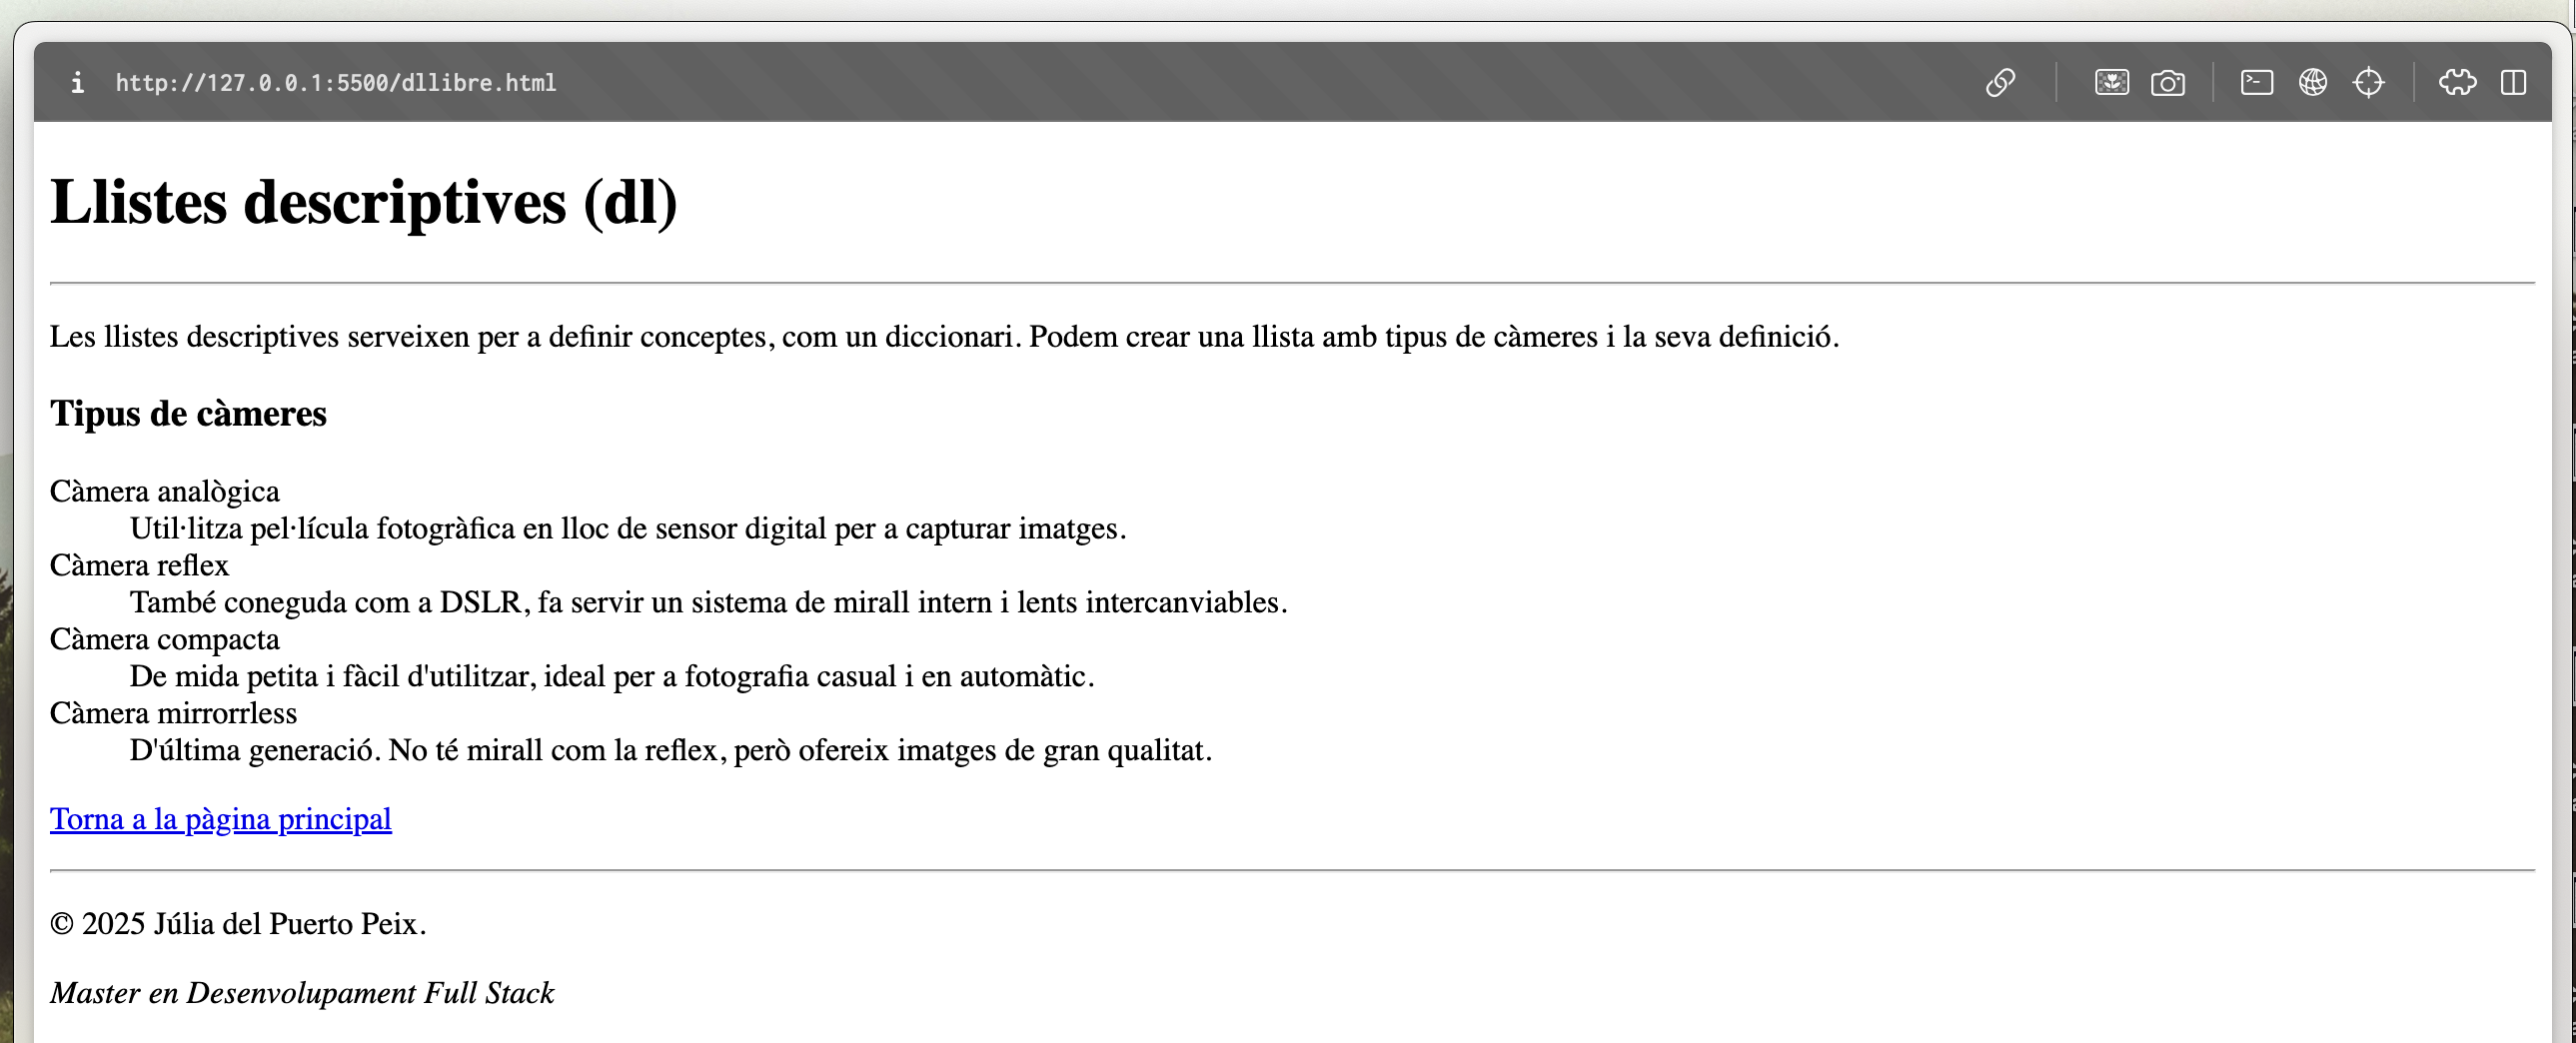 http://127.0.0.1:5500/dllibre.html
Llistes descriptives (dl)
Les llistes descriptives serveixen per a definir conceptes, com un diccionari. Podem crear una llista amb tipus de càmeres i la seva definició.
Tipus de càmeres
Càmera analògica
Util·litza pel·lícula fotogràfica en lloc de sensor digital per a capturar imatges.
Càmera reflex
També coneguda com a DSLR, fa servir un sistema de mirall intern i lents intercanviables.
Càmera compacta
De mida petita i fàcil d'utilitzar, ideal per a fotografia casual i en automàtic.
Càmera mirrorrless
D'última generació. No té mirall com la reflex, però ofereix imatges de gran qualitat.
Torna a la pàgina principal
© 2025 Júlia del Puerto Peix.
Master en Desenvolupament Full Stack